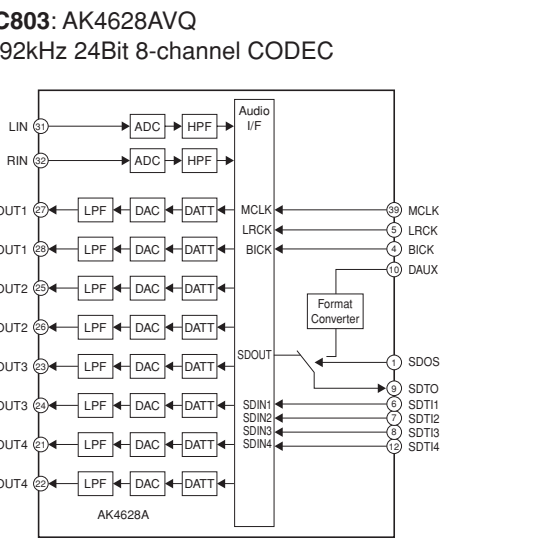 C803: AK4628AVQ
92kHz 24Bit 8-channel CODEC
Audio
I/F
LIN 31 ADC HPF
RIN 32 ADC HPF
OUT1 27 LPF DAC DATT MCLK 39 MCLK
LRCK 5 LRCK
OUT1 28 LPF DAC DATT BICK 4 BICK
10 DAUX
OUT2 25 LPF DAC DATT
Format
Converter
OUT2 26 LPF DAC DATT
SDOUT 1 SDOS
OUT3 23 LPF DAC DATT
9 SDTO
OUT3 24 LPF DAC DATT SDIN1 6 SDTI1
SDIN2 7 SDTI2
SDIN3 8 SDTI3
OUT4 21 LPF DAC DATT SDIN4 12 SDTI4
OUT4 22 LPF DAC DATT
AK4628A